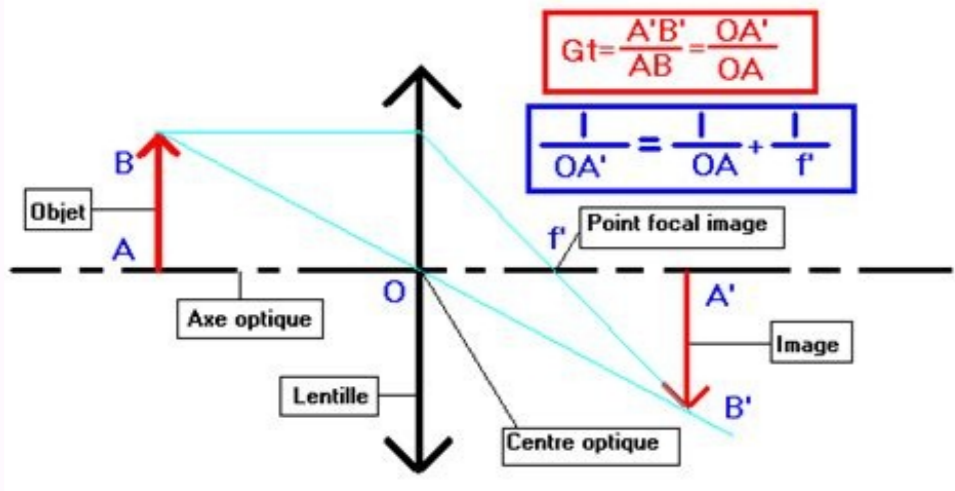 Gt= A'B' / AB = OA' / OA
1 / OA' = 1 / OA + 1 / f'
B
Objet
A
Axe optique
O
Lentille
Centre optique
f'
Point focal image
A'
Image
B'